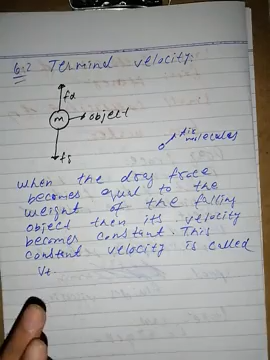 6.2 Terminal velocity:
fd
m
object
air molecules
fg
when the drag force
becomes equal to the
weight of the falling
object then its velocity
becomes constant. This
constant velocity is called
Vt.